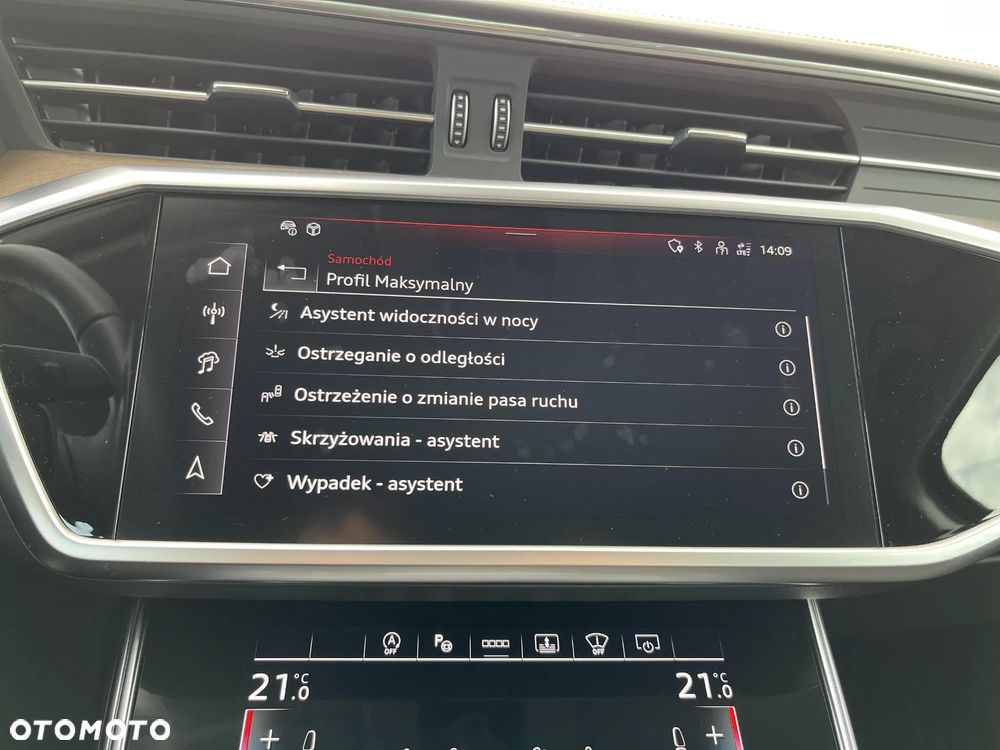 LTE
14:09
Samochód
Profil Maksymalny
Asystent widoczności w nocy
Ostrzeganie o odległości
Ostrzeżenie o zmianie pasa ruchu
Skrzyżowania - asystent
Wypadek - asystent
A
OFF
P
OFF
21.0 °C
21.0 °C
OTOMOTO